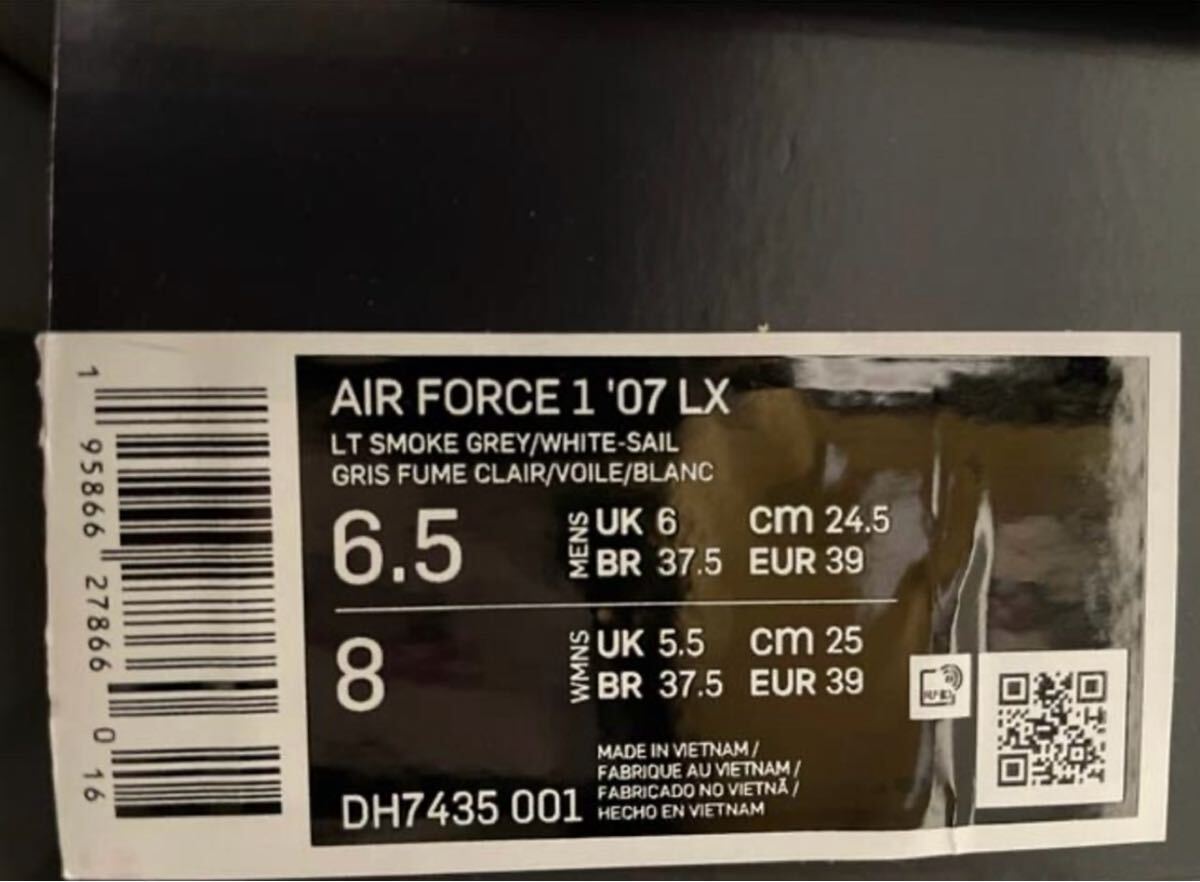 AIR FORCE 1 '07 LX
LT SMOKE GREY/WHITE-SAIL
GRIS FUME CLAIR/VOILE/BLANC
6.5 MENS UK 6 cm 24.5
BR 37.5 EUR 39
8 WMNS UK 5.5 cm 25
BR 37.5 EUR 39
MADE IN VIETNAM /
FABRIQUE AU VIETNAM /
FABRICADO NO VIETNÃ /
HECHO EN VIETNAM
DH7435 001
RFID
1 95866 27866 0 16